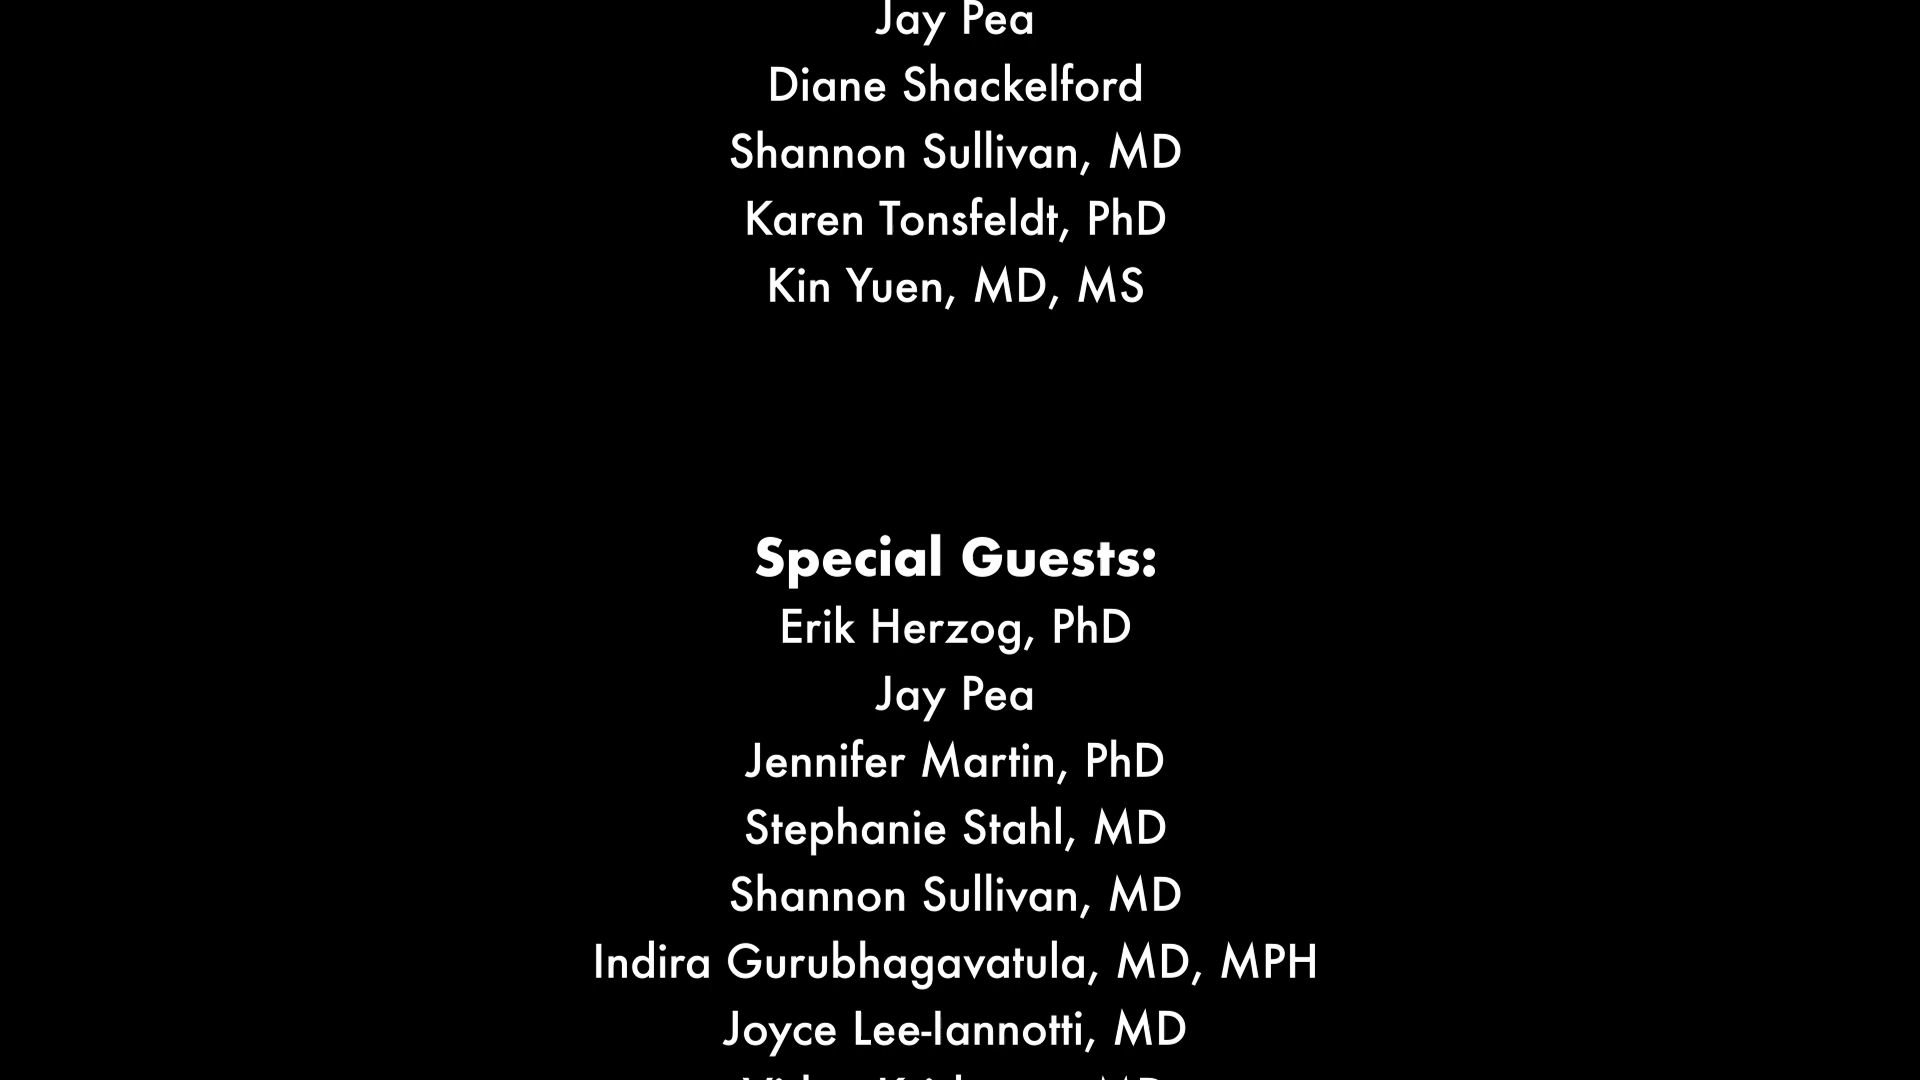 Jay Pea
Diane Shackelford
Shannon Sullivan, MD
Karen Tonsfeldt, PhD
Kin Yuen, MD, MS
Special Guests:
Erik Herzog, PhD
Jay Pea
Jennifer Martin, PhD
Stephanie Stahl, MD
Shannon Sullivan, MD
Indira Gurubhagavatula, MD, MPH
Joyce Lee-Iannotti, MD